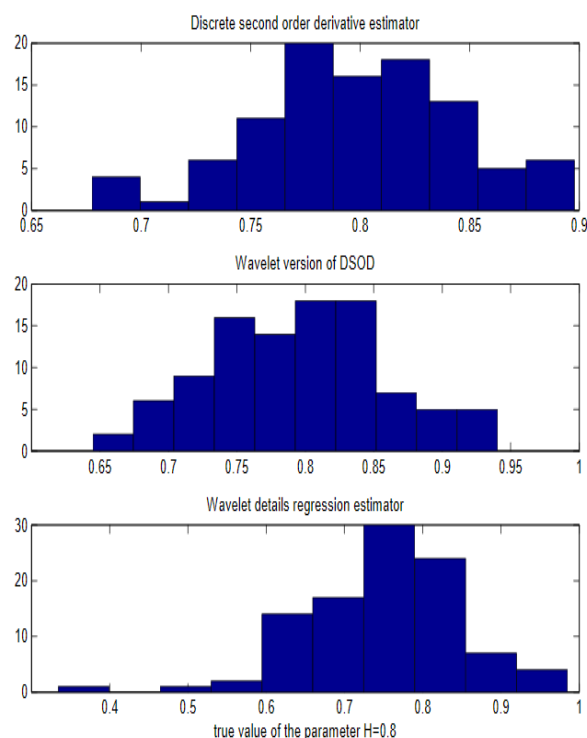 Discrete second order derivative estimator
20
15
10
5
0
0.65 0.7 0.75 0.8 0.85 0.9
Wavelet version of DSOD
20
15
10
5
0
0.65 0.7 0.75 0.8 0.85 0.9 0.95 1
Wavelet details regression estimator
30
20
10
0
0.4 0.5 0.6 0.7 0.8 0.9 1
true value of the parameter H=0.8